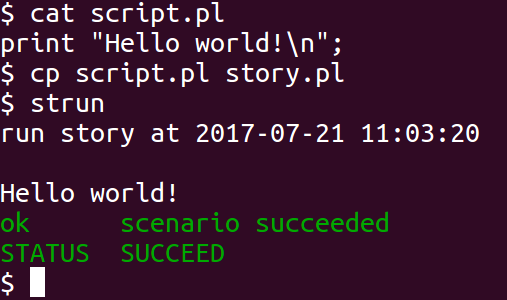 $ cat script.pl
print "Hello world!\n";
$ cp script.pl story.pl
$ strun
run story at 2017-07-21 11:03:20

Hello world!
ok      scenario succeeded
STATUS  SUCCEED
$